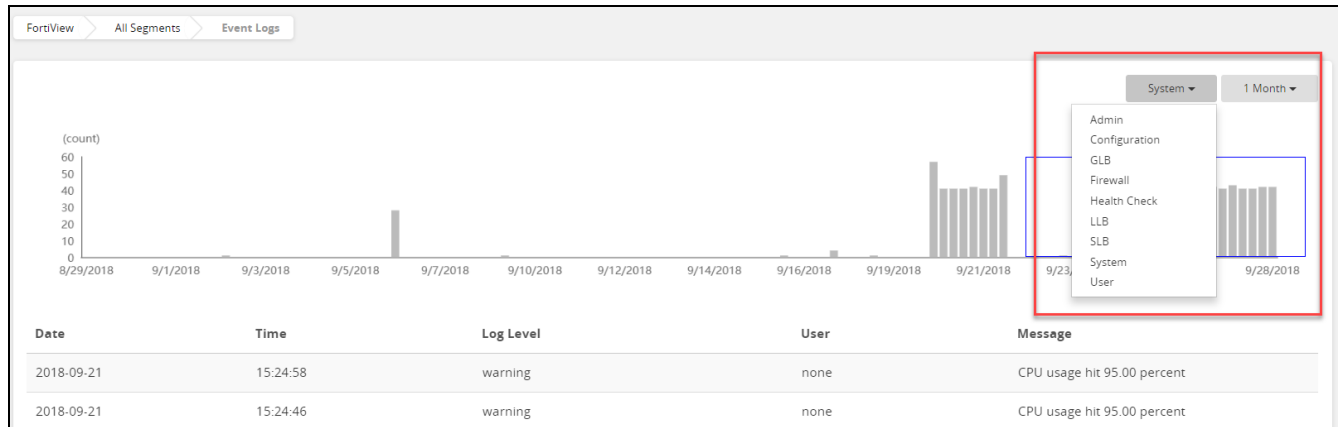 FortiView All Segments Event Logs
System 1 Month
Admin
Configuration
GLB
Firewall
Health Check
LLB
SLB
System
User
(count)
60
50
40
30
20
10
0
8/29/2018 9/1/2018 9/3/2018 9/5/2018 9/7/2018 9/10/2018 9/12/2018 9/14/2018 9/16/2018 9/19/2018 9/21/2018 9/23/ 9/28/2018
Date Time Log Level User Message
2018-09-21 15:24:58 warning none CPU usage hit 95.00 percent
2018-09-21 15:24:46 warning none CPU usage hit 95.00 percent